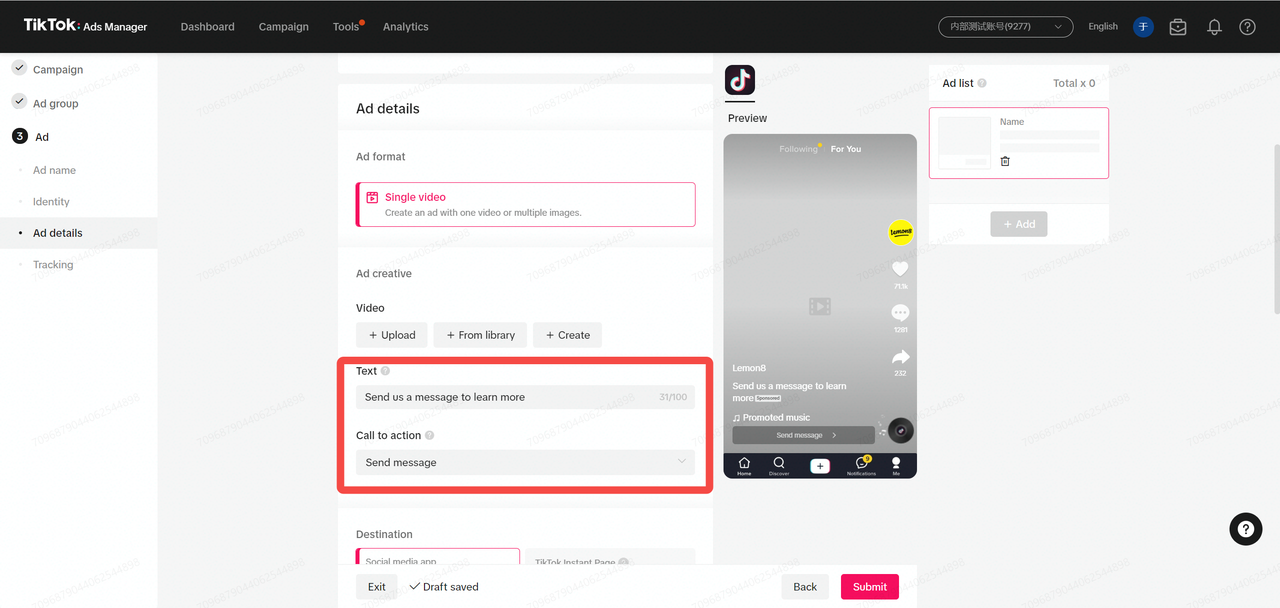 TikTok: Ads Manager
Dashboard
Campaign
Tools
Analytics
内部测试账号(9277)
English
于
Campaign
Ad group
3 Ad
Ad name
Identity
Ad details
Tracking
Ad details
Ad format
Single video
Create an ad with one video or multiple images.
Ad creative
Video
+ Upload
+ From library
+ Create
Text
Send us a message to learn more
31/100
Call to action
Send message
Destination
Social media app
TikTok Instant Page
Exit
Draft saved
Back
Submit
Preview
Following
For You
lemon8
71.1k
1281
232
Lemon8
Send us a message to learn
more Sponsored
Promoted music
Send message
Home
Discover
Notifications
9
Me
Ad list
Total x 0
Name
+ Add
7096879044062544898